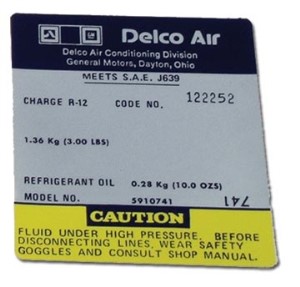 Delco Air
Delco Air Conditioning Division
General Motors, Dayton, Ohio
MEETS S.A.E. J639
CHARGE R-12 CODE NO. 122252
1.36 Kg (3.00 LBS)
REFRIGERANT OIL 0.28 Kg (10.0 OZS)
MODEL NO. 5910741 741
CAUTION
FLUID UNDER HIGH PRESSURE. BEFORE
DISCONNECTING LINES, WEAR SAFETY
GOGGLES AND CONSULT SHOP MANUAL.